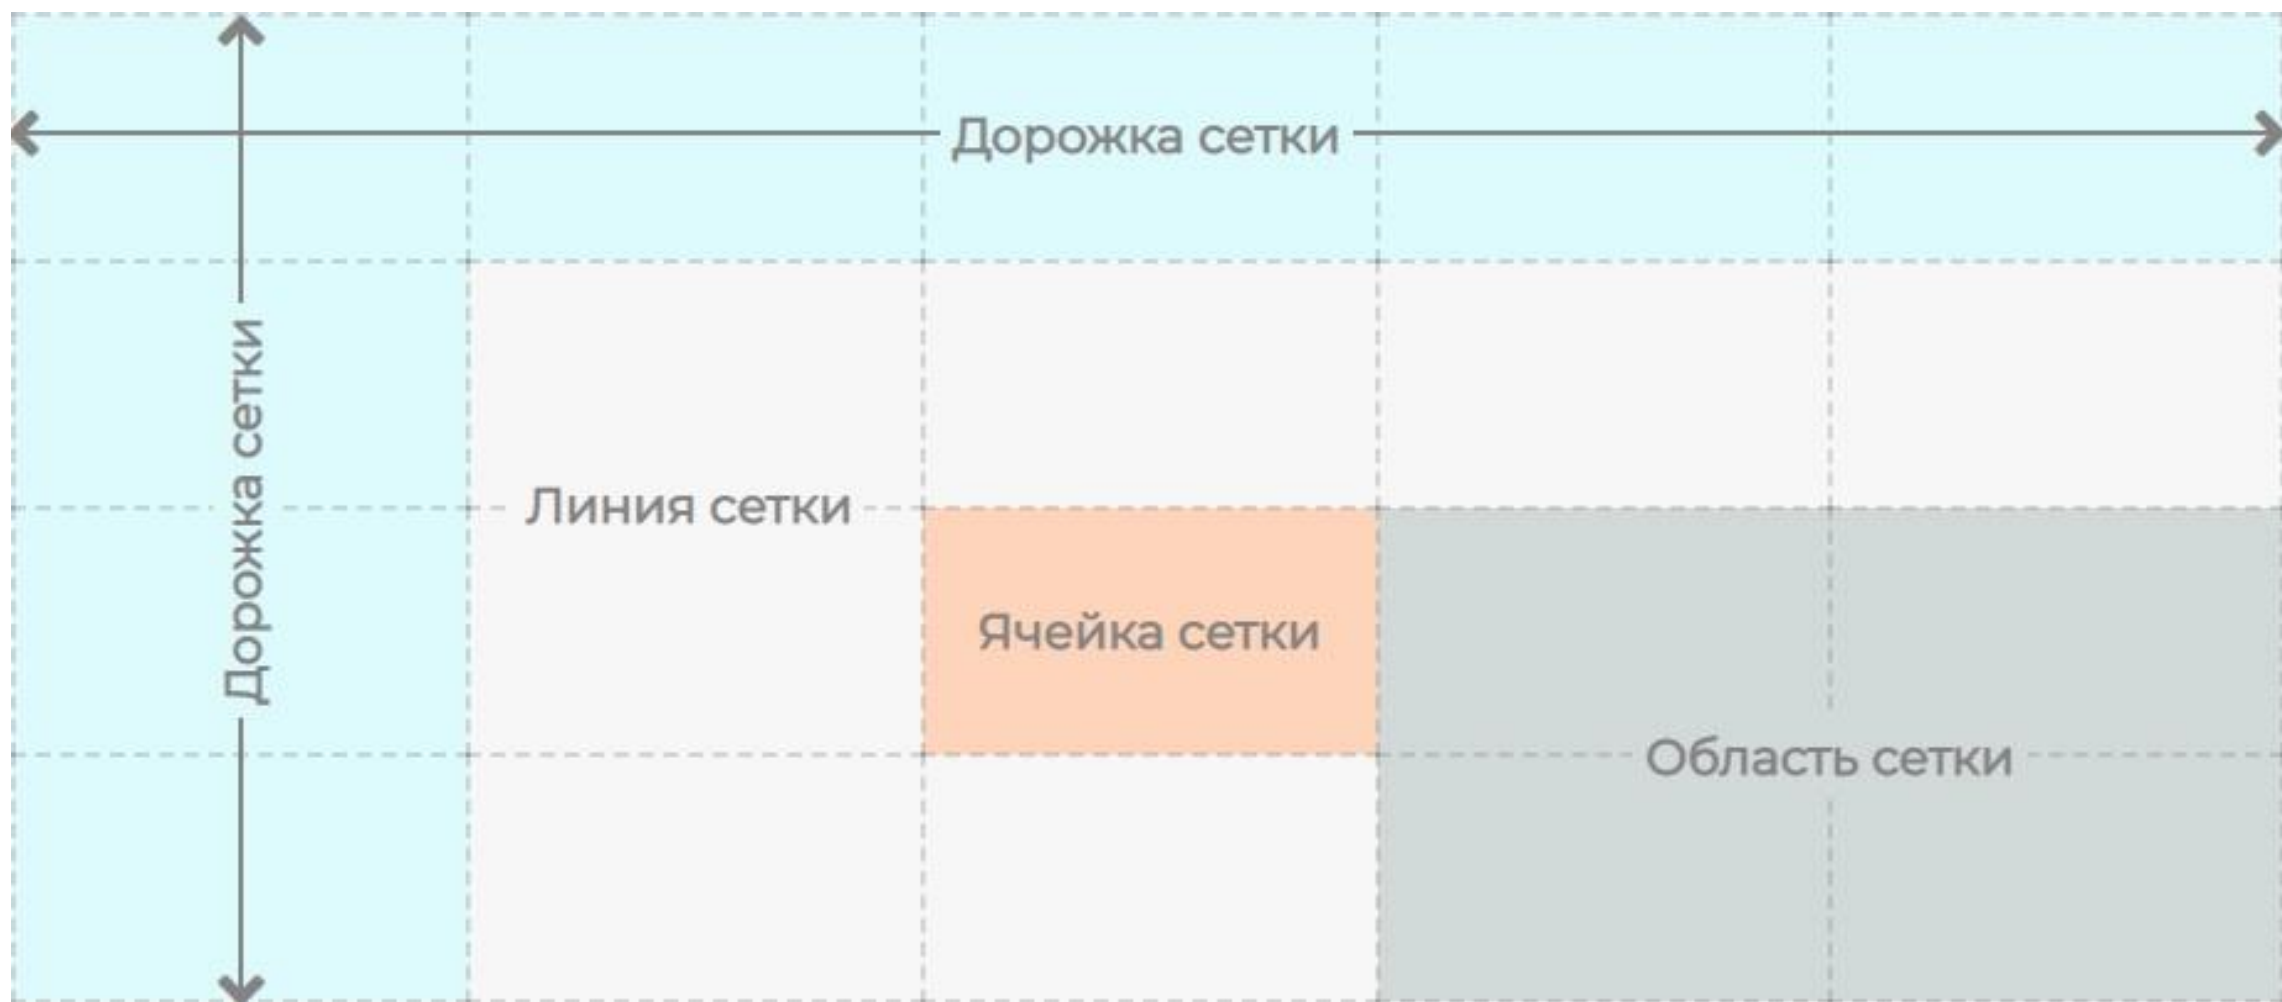 Дорожка сетки
Дорожка сетки
Линия сетки
Ячейка сетки
Область сетки